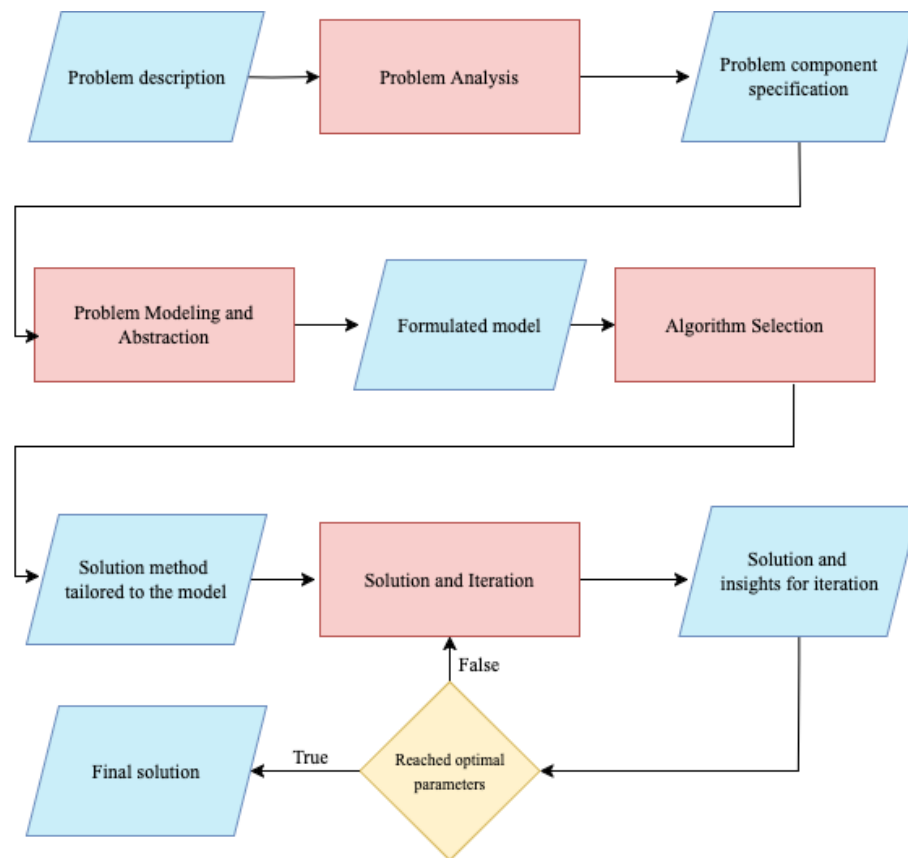 Problem description
Problem Analysis
Problem component
specification
Problem Modeling and
Abstraction
Formulated model
Algorithm Selection
Solution method
tailored to the model
Solution and Iteration
Solution and
insights for iteration
False
True
Reached optimal
parameters
Final solution